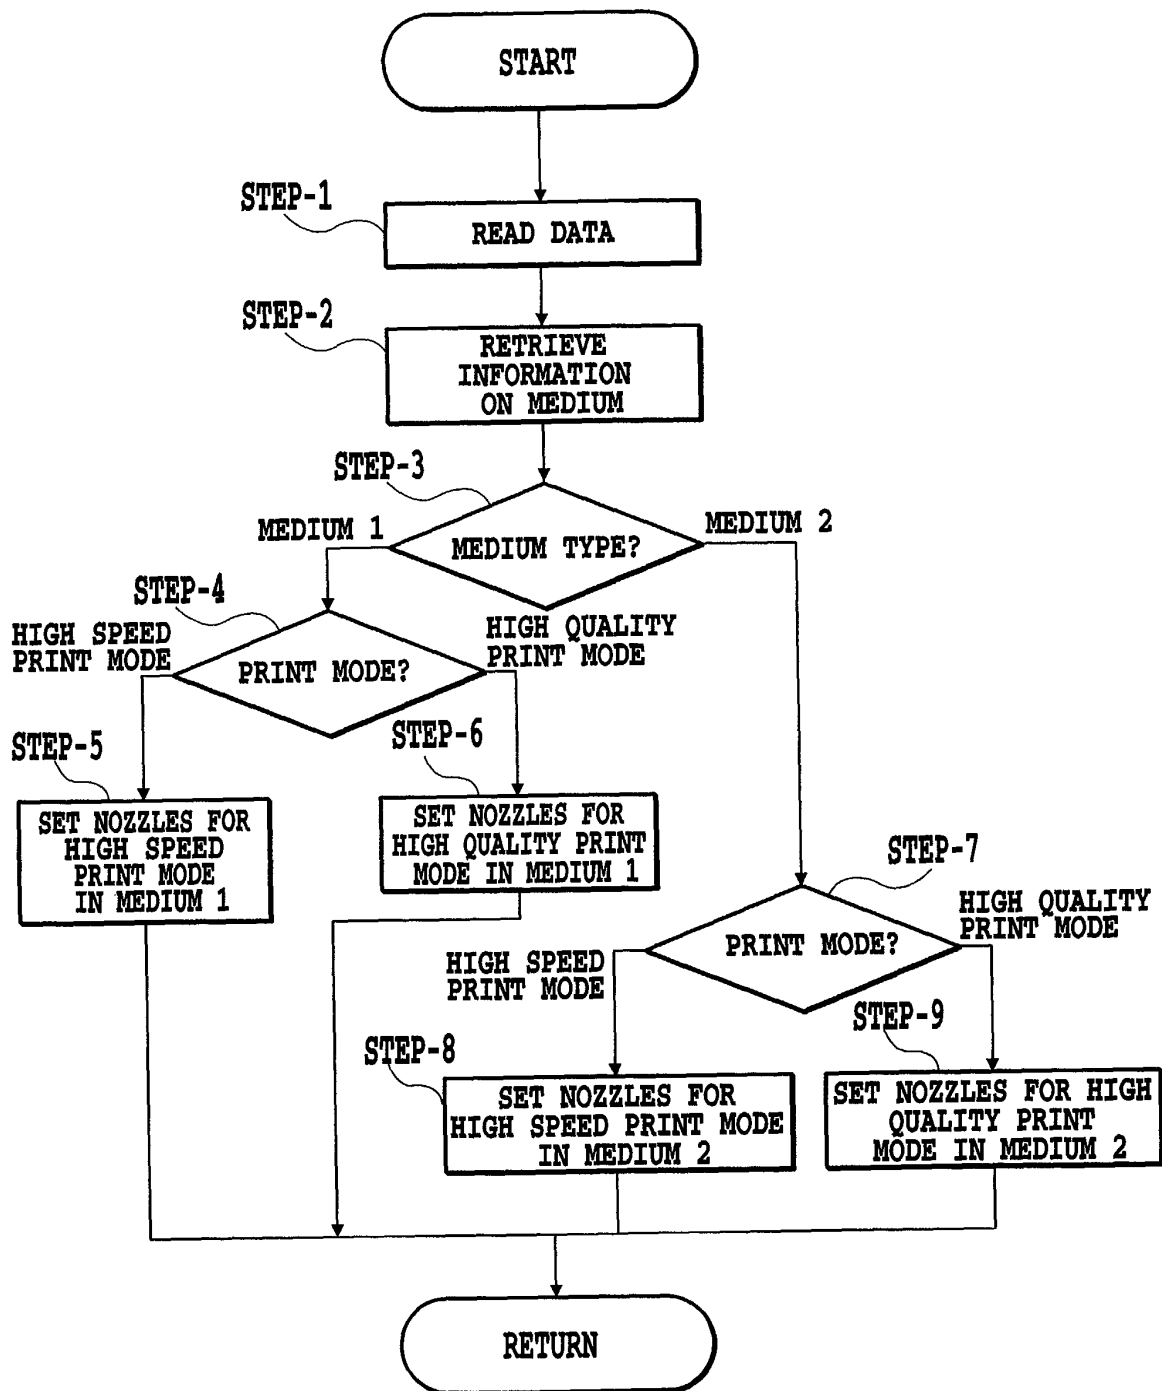 START
STEP-1
READ DATA
STEP-2
RETRIEVE
INFORMATION
ON MEDIUM
STEP-3
MEDIUM 1
MEDIUM TYPE?
MEDIUM 2
STEP-4
HIGH SPEED
PRINT MODE
PRINT MODE?
HIGH QUALITY
PRINT MODE
STEP-5
SET NOZZLES FOR
HIGH SPEED
PRINT MODE
IN MEDIUM 1
STEP-6
SET NOZZLES FOR
HIGH QUALITY PRINT
MODE IN MEDIUM 1
STEP-7
PRINT MODE?
HIGH SPEED
PRINT MODE
HIGH QUALITY
PRINT MODE
STEP-8
SET NOZZLES FOR
HIGH SPEED PRINT MODE
IN MEDIUM 2
STEP-9
SET NOZZLES FOR HIGH
QUALITY PRINT
MODE IN MEDIUM 2
RETURN